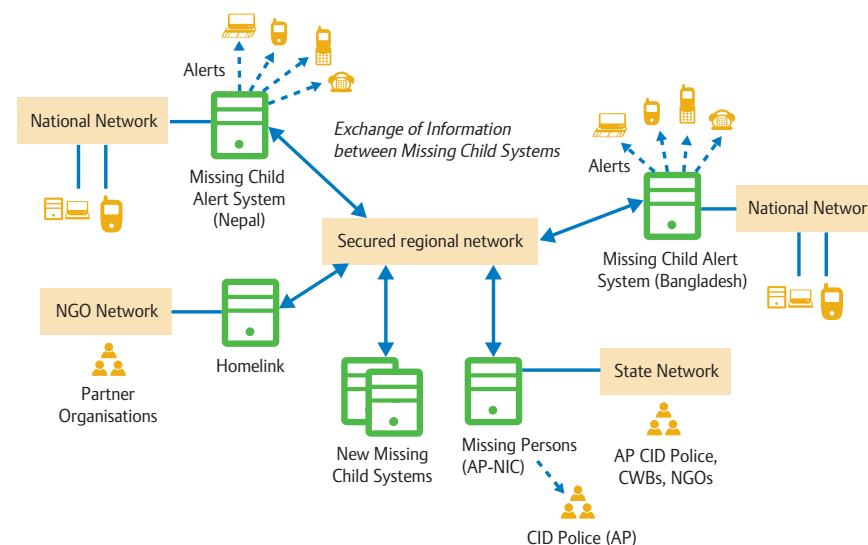 Alerts
National Network
Exchange of Information
between Missing Child Systems
Missing Child
Alert System
(Nepal)
Alerts
National Networ
Secured regional network
Missing Child Alert
System (Bangladesh)
NGO Network
Homelink
Partner
Organisations
State Network
New Missing
Child Systems
Missing Persons
(AP-NIC)
AP CID Police,
CWBs, NGOs
CID Police (AP)